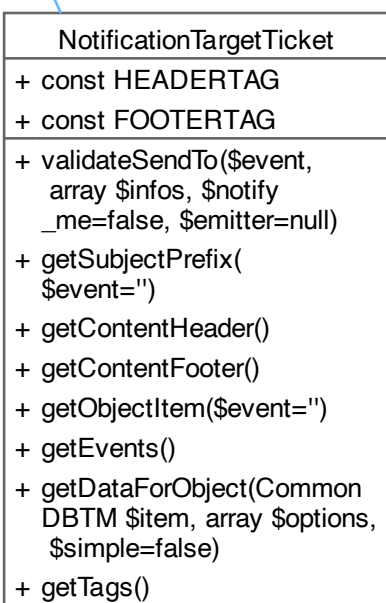 NotificationTargetTicket
+ const HEADERTAG
+ const FOOTERTAG
+ validateSendTo($event,
array $infos, $notify
_me=false, $emitter=null)
+ getSubjectPrefix(
$event='')
+ getContentHeader()
+ getContentFooter()
+ getObjectItem($event='')
+ getEvents()
+ getDataForObject(Common
DBTM $item, array $options,
$simple=false)
+ getTags()